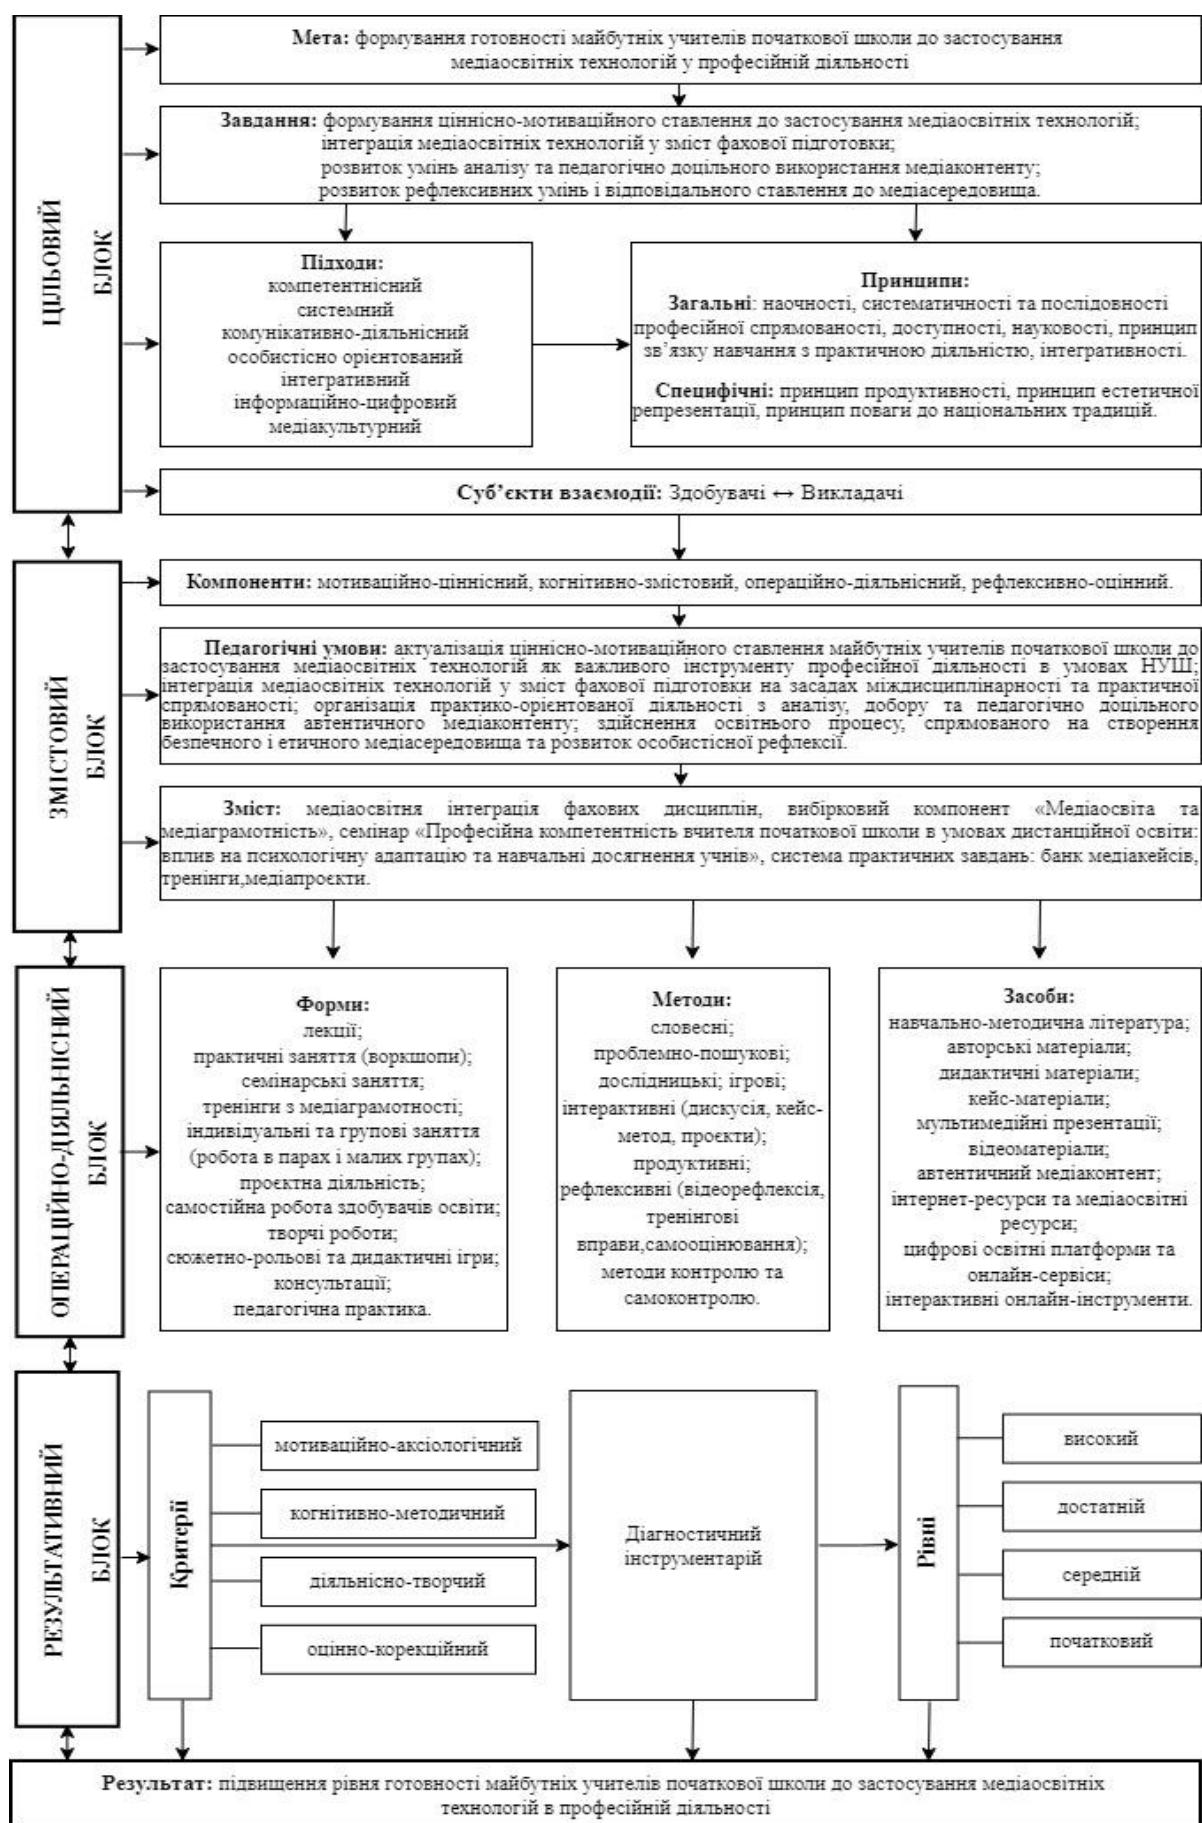 ЦІЛЬОВИЙ
БЛОК
Мета: формування готовності майбутніх учителів початкової школи до застосування
медіаосвітніх технологій у професійній діяльності
Завдання: формування ціннісно-мотиваційного ставлення до застосування медіаосвітніх технологій;
інтеграція медіаосвітніх технологій у зміст фахової підготовки;
розвиток умінь аналізу та педагогічно доцільного використання медіаконтенту;
розвиток рефлексивних умінь і відповідального ставлення до медіасередовища.
Підходи:
компетентнісний
системний
комунікативно-діяльнісний
особистісно орієнтований
інтегративний
інформаційно-цифровий
медіакультурний
Принципи:
Загальні: наочності, систематичності та послідовності
професійної спрямованості, доступності, науковості, принцип
зв’язку навчання з практичною діяльністю, інтегративності.
Специфічні: принцип продуктивності, принцип естетичної
репрезентації, принцип поваги до національних традицій.
Суб’єкти взаємодії: Здобувачі ↔ Викладачі
ЗМІСТОВИЙ
БЛОК
Компоненти: мотиваційно-ціннісний, когнітивно-змістовий, операційно-діяльнісний, рефлексивно-оцінний.
Педагогічні умови: актуалізація ціннісно-мотиваційного ставлення майбутніх учителів початкової школи до
застосування медіаосвітніх технологій як важливого інструменту професійної діяльності в умовах НУШ;
інтеграція медіаосвітніх технологій у зміст фахової підготовки на засадах міждисциплінарності та практичної
спрямованості; організація практико-орієнтованої діяльності з аналізу, добору та педагогічно доцільного
використання автентичного медіаконтенту; здійснення освітнього процесу, спрямованого на створення
безпечного і етичного медіасередовища та розвиток особистісної рефлексії.
Зміст: медіаосвітня інтеграція фахових дисциплін, вибірковий компонент «Медіаосвіта та
медіаграмотність», семінар «Професійна компетентність вчителя початкової школи в умовах дистанційної освіти:
вплив на психологічну адаптацію та навчальні досягнення учнів», система практичних завдань: банк медіакейсів,
тренінги,медіапроєкти.
ОПЕРАЦІЙНО-ДІЯЛЬНІСНИЙ
БЛОК
Форми:
лекції;
практичні заняття (воркшопи);
семінарські заняття;
тренінги з медіаграмотності;
індивідуальні та групові заняття
(робота в парах і малих групах);
проєктна діяльність;
самостійна робота здобувачів освіти;
творчі роботи;
сюжетно-рольові та дидактичні ігри;
консультації;
педагогічна практика.
Методи:
словесні;
проблемно-пошукові;
дослідницькі; ігрові;
інтерактивні (дискусія, кейс-
метод, проєкти);
продуктивні;
рефлексивні (відеорефлексія,
тренінгові
вправи,самооцінювання);
методи контролю та
самоконтролю.
Засоби:
навчально-методична література;
авторські матеріали;
дидактичні матеріали;
кейс-матеріали;
мультимедійні презентації;
відеоматеріали;
автентичний медіаконтент;
інтернет-ресурси та медіаосвітні
ресурси;
цифрові освітні платформи та
онлайн-сервіси;
інтерактивні онлайн-інструменти.
РЕЗУЛЬТАТИВНИЙ
БЛОК
Критерії
мотиваційно-аксіологічний
когнітивно-методичний
діяльнісно-творчий
оцінно-корекційний
Діагностичний
інструментарій
Рівні
високий
достатній
середній
початковий
Результат: підвищення рівня готовності майбутніх учителів початкової школи до застосування медіаосвітніх
технологій в професійній діяльності